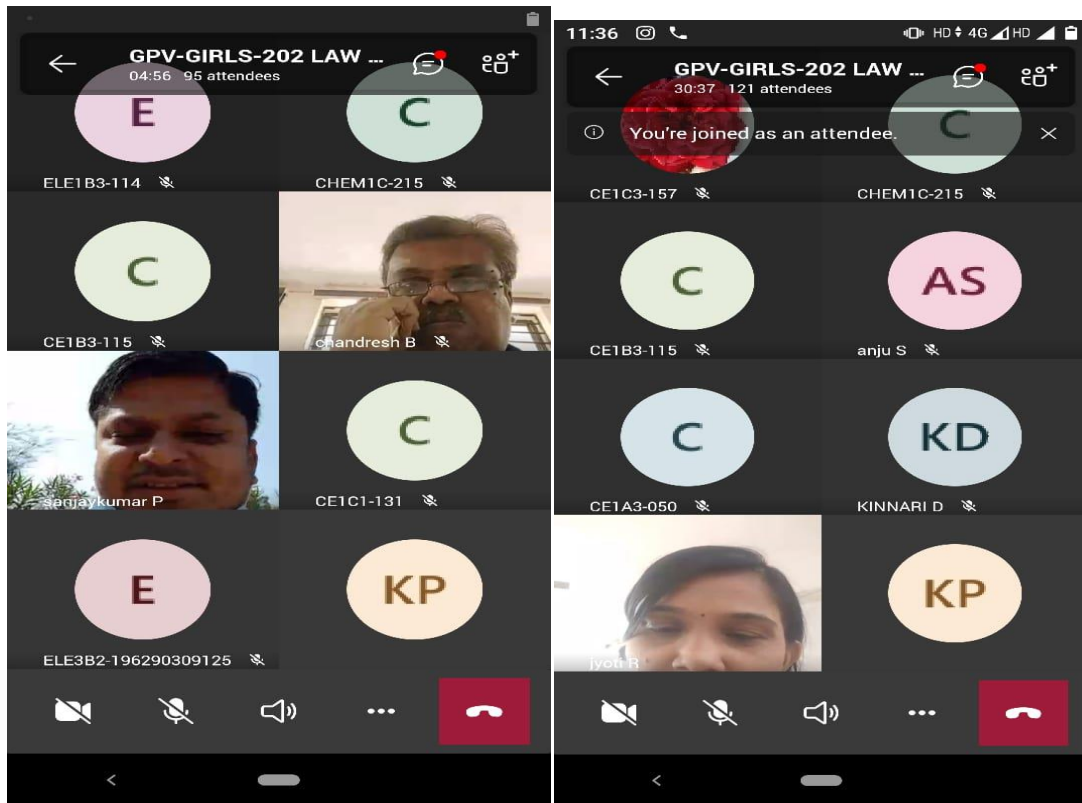 GPV-GIRLS-202 LAW ...
04:56 95 attendees
E
C
ELE1B3-114
CHEM1C-215
C
CE1B3-115
chandresh B
sanjaykumar P
C
CE1C1-131
E
KP
ELE3B2-196290309125
11:36 HD 4G HD
GPV-GIRLS-202 LAW ...
30:37 121 attendees
You're joined as an attendee.
C
CE1C3-157
CHEM1C-215
C
AS
CE1B3-115
anju S
C
KD
CE1A3-050
KINNARI D
KP
jyoti R